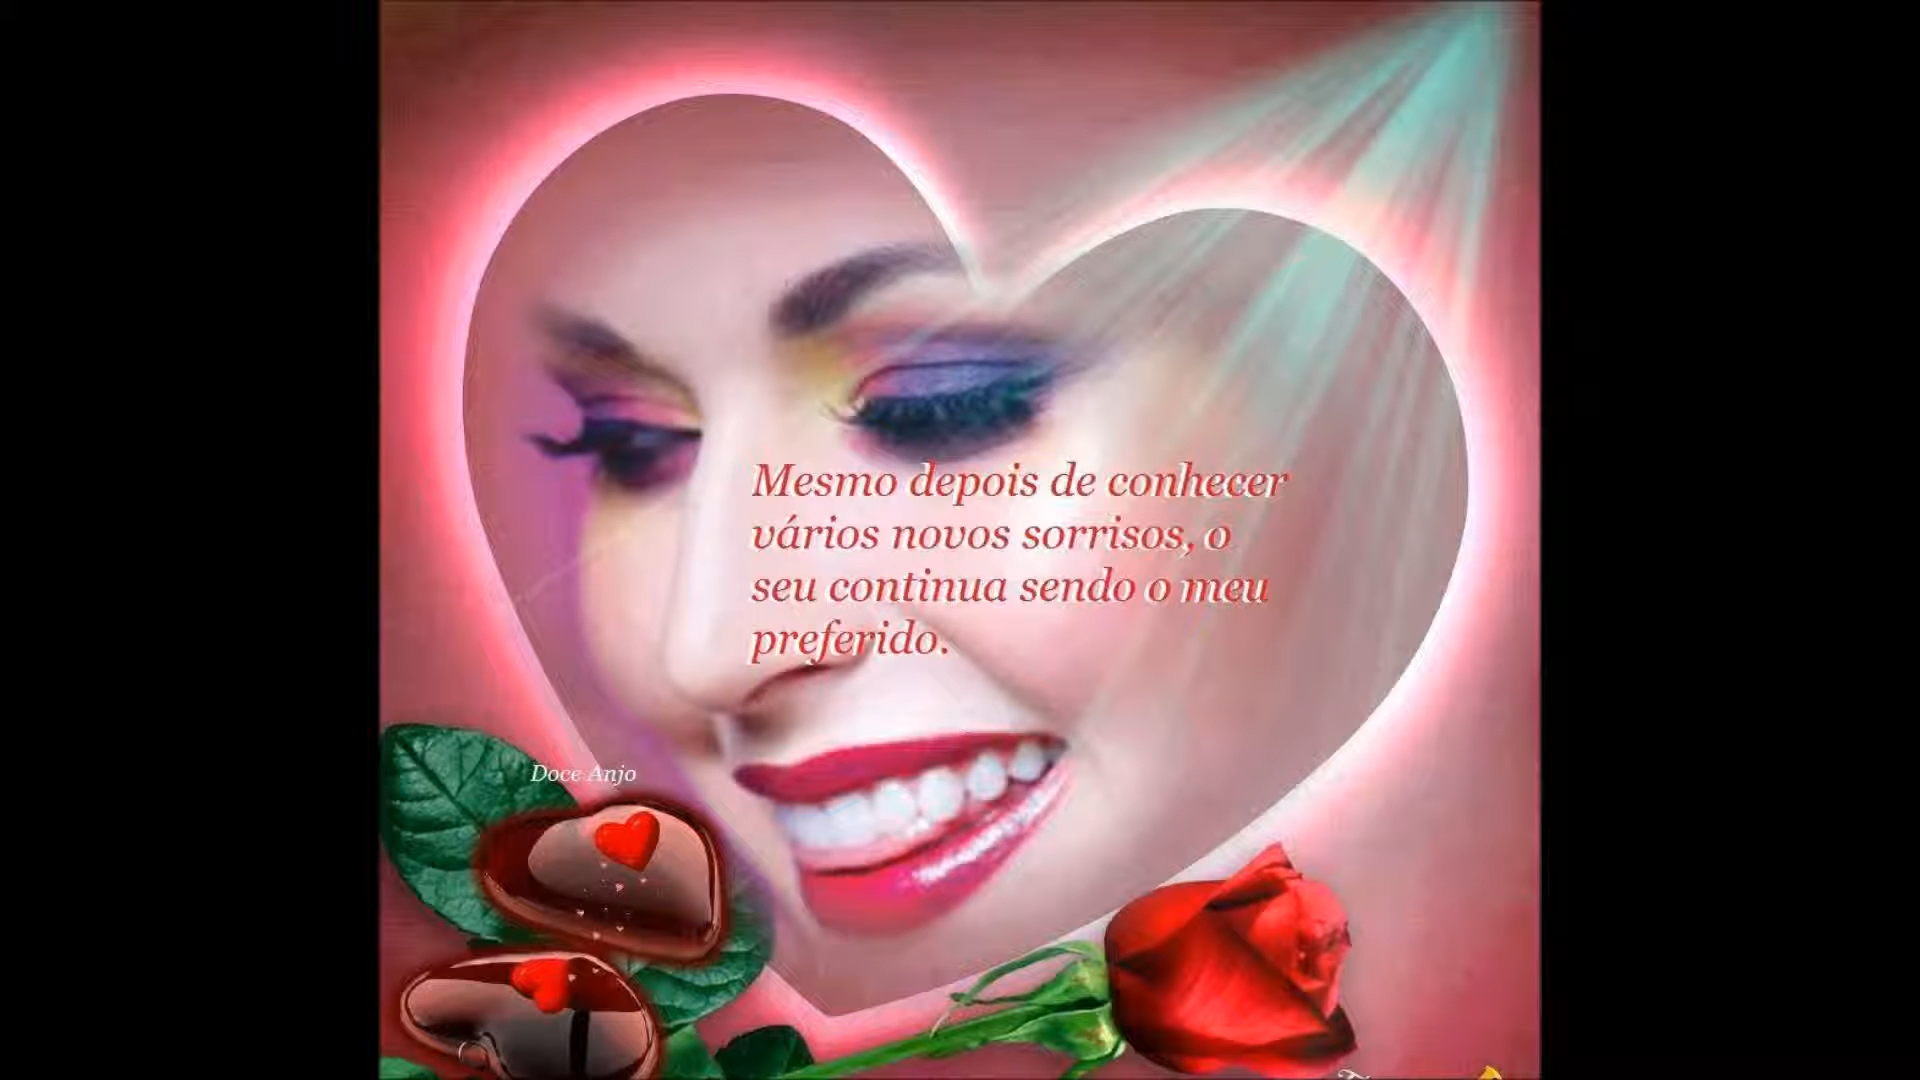 Mesmo depois de conhecer
vários novos sorrisos, o
seu continua sendo o meu
preferido.
Doce Anjo